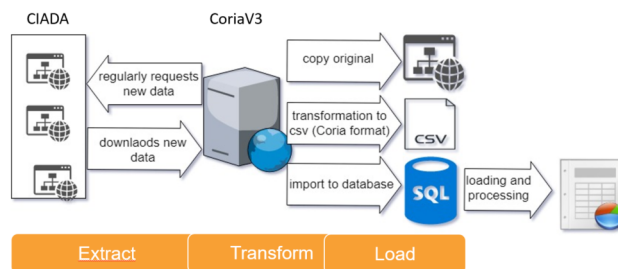 CIADA
CoriaV3
regularly requests
new data
downlaods new
data
copy original
transformation to
csv (Coria format)
CSV
import to database
SQL
loading and
processing
Extract
Transform
Load